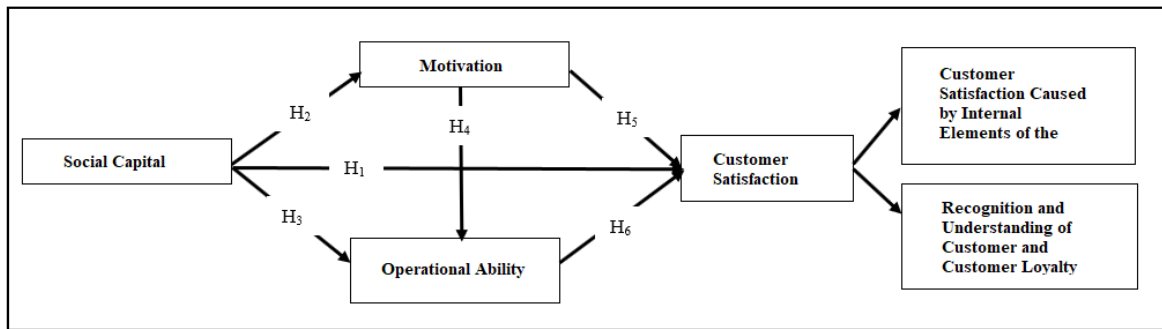 Motivation
H₂
H₅
H₄
Social Capital
H₁
H₃
H₆
Operational Ability
Customer
Satisfaction
Customer
Satisfaction Caused
by Internal
Elements of the
Recognition and
Understanding of
Customer and
Customer Loyalty